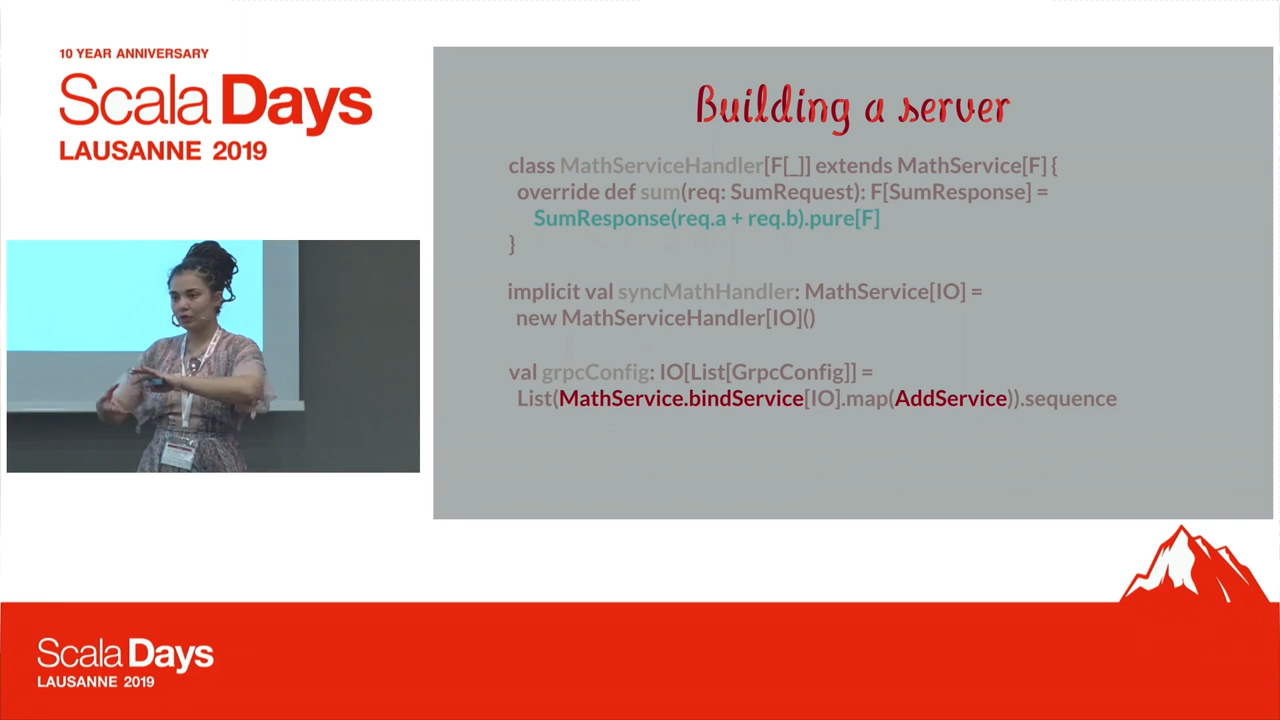 10 YEAR ANNIVERSARY
Scala Days
LAUSANNE 2019
Building a server
class MathServiceHandler[F[_]] extends MathService[F] {
override def sum(req: SumRequest): F[SumResponse] =
SumResponse(req.a + req.b).pure[F]
}
implicit val syncMathHandler: MathService[IO] =
new MathServiceHandler[IO]()
val grpcConfig: IO[List[GrpcConfig]] =
List(MathService.bindService[IO].map(AddService)).sequence
Scala Days
LAUSANNE 2019